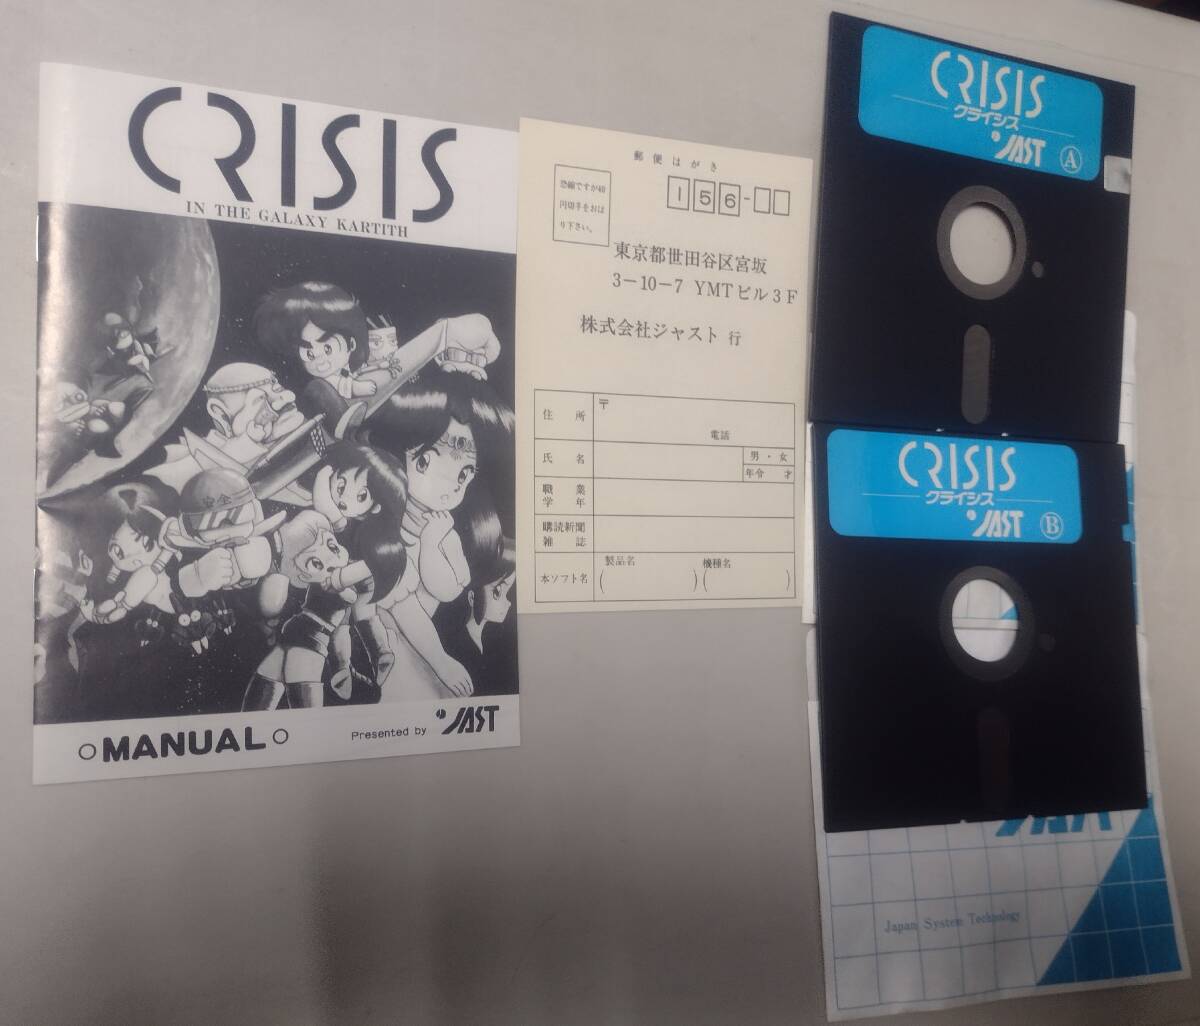 CRISIS
IN THE GALAXY KARTITH
安全
MANUAL
Presented by JAST
郵便はがき
恐縮ですが40
円切手をおは
り下さい。
156-
東京都世田谷区宮坂
3-10-7 YMTビル3F
株式会社ジャスト 行
住所
〒
電話
氏名
男・女
年令 才
職業
学年
購読新聞
雑誌
本ソフト名
製品名
( )
機種名
( )
CRISIS
クライシス
JAST Ⓐ
CRISIS
クライシス
JAST Ⓑ
JAST
Japan System Technology